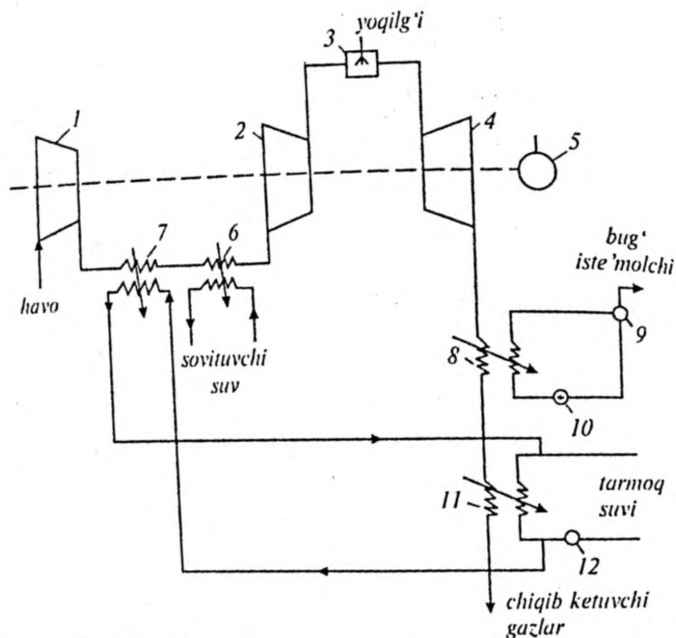 yoqilg‘i
3
1
2
4
5
7
6
havo
sovituvchi
suv
bug‘
iste’molchi
8
9
10
11
tarmoq
suvi
12
chiqib ketuvchi
gazlar